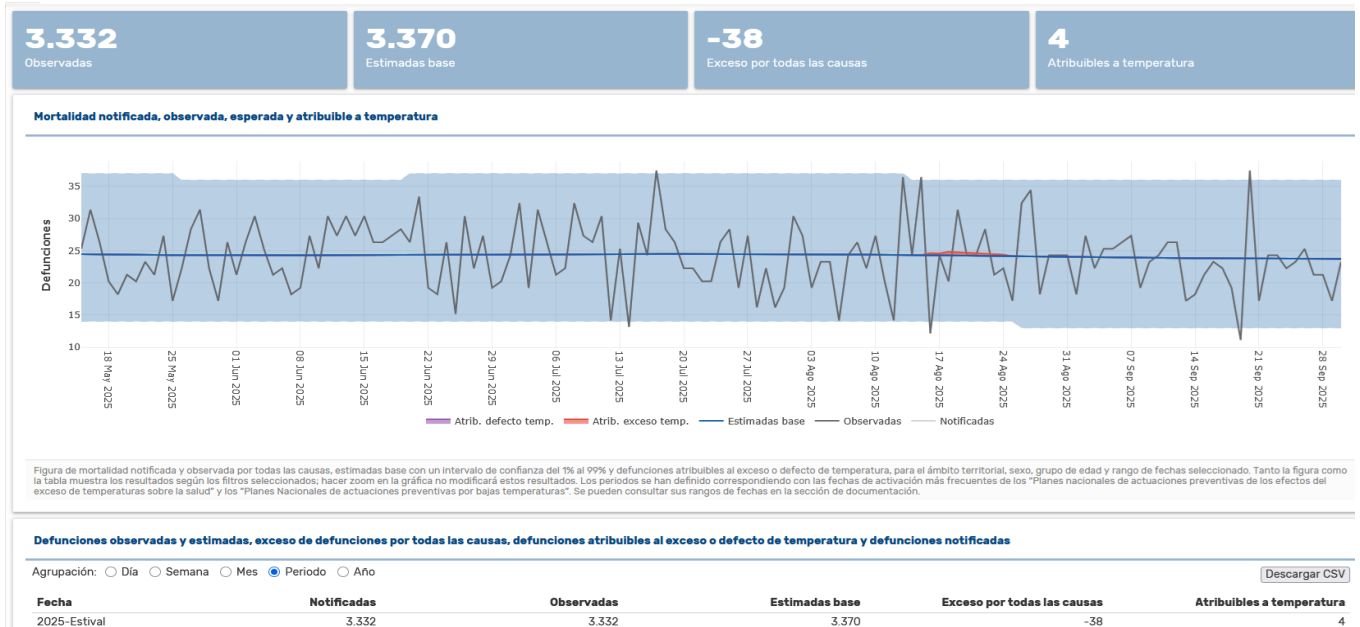 3.332
Observadas
3.370
Estimadas base
-38
Exceso por todas las causas
4
Atribuibles a temperatura
Mortalidad notificada, observada, esperada y atribuible a temperatura
Defunciones
35
30
25
20
15
10
18 May 2025
25 May 2025
01 Jun 2025
08 Jun 2025
15 Jun 2025
22 Jun 2025
29 Jun 2025
06 Jul 2025
13 Jul 2025
20 Jul 2025
27 Jul 2025
03 Ago 2025
10 Ago 2025
17 Ago 2025
24 Ago 2025
31 Ago 2025
07 Sep 2025
14 Sep 2025
21 Sep 2025
28 Sep 2025
Atrib. defecto temp. Atrib. exceso temp. Estimadas base Observadas Notificadas
Figura de mortalidad notificada y observada por todas las causas, estimadas base con un intervalo de confianza del 1% al 99% y defunciones atribuibles al exceso o defecto de temperatura, para el ámbito territorial, sexo, grupo de edad y rango de fechas seleccionado. Tanto la figura como
la tabla muestra los resultados según los filtros seleccionados; hacer zoom en la gráfica no modificará estos resultados. Los periodos se han definido correspondiendo con las fechas de activación más frecuentes de los "Planes nacionales de actuaciones preventivas de los efectos del
exceso de temperaturas sobre la salud" y los "Planes Nacionales de actuaciones preventivas por bajas temperaturas". Se pueden consultar sus rangos de fechas en la sección de documentación.
Defunciones observadas y estimadas, exceso de defunciones por todas las causas, defunciones atribuibles al exceso o defecto de temperatura y defunciones notificadas
Agrupación: Día Semana Mes Periodo Año
Descargar CSV
Fecha Notificadas Observadas Estimadas base Exceso por todas las causas Atribuibles a temperatura
2025-Estival 3.332 3.332 3.370 -38 4